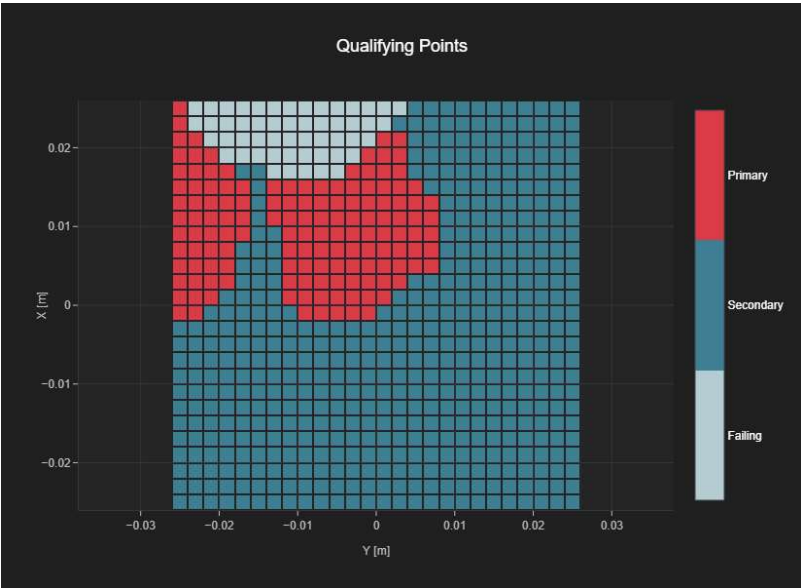 Qualifying Points
0.02
0.01
0
−0.01
−0.02
X [m]
−0.03
−0.02
−0.01
0
0.01
0.02
0.03
Y [m]
Primary
Secondary
Failing